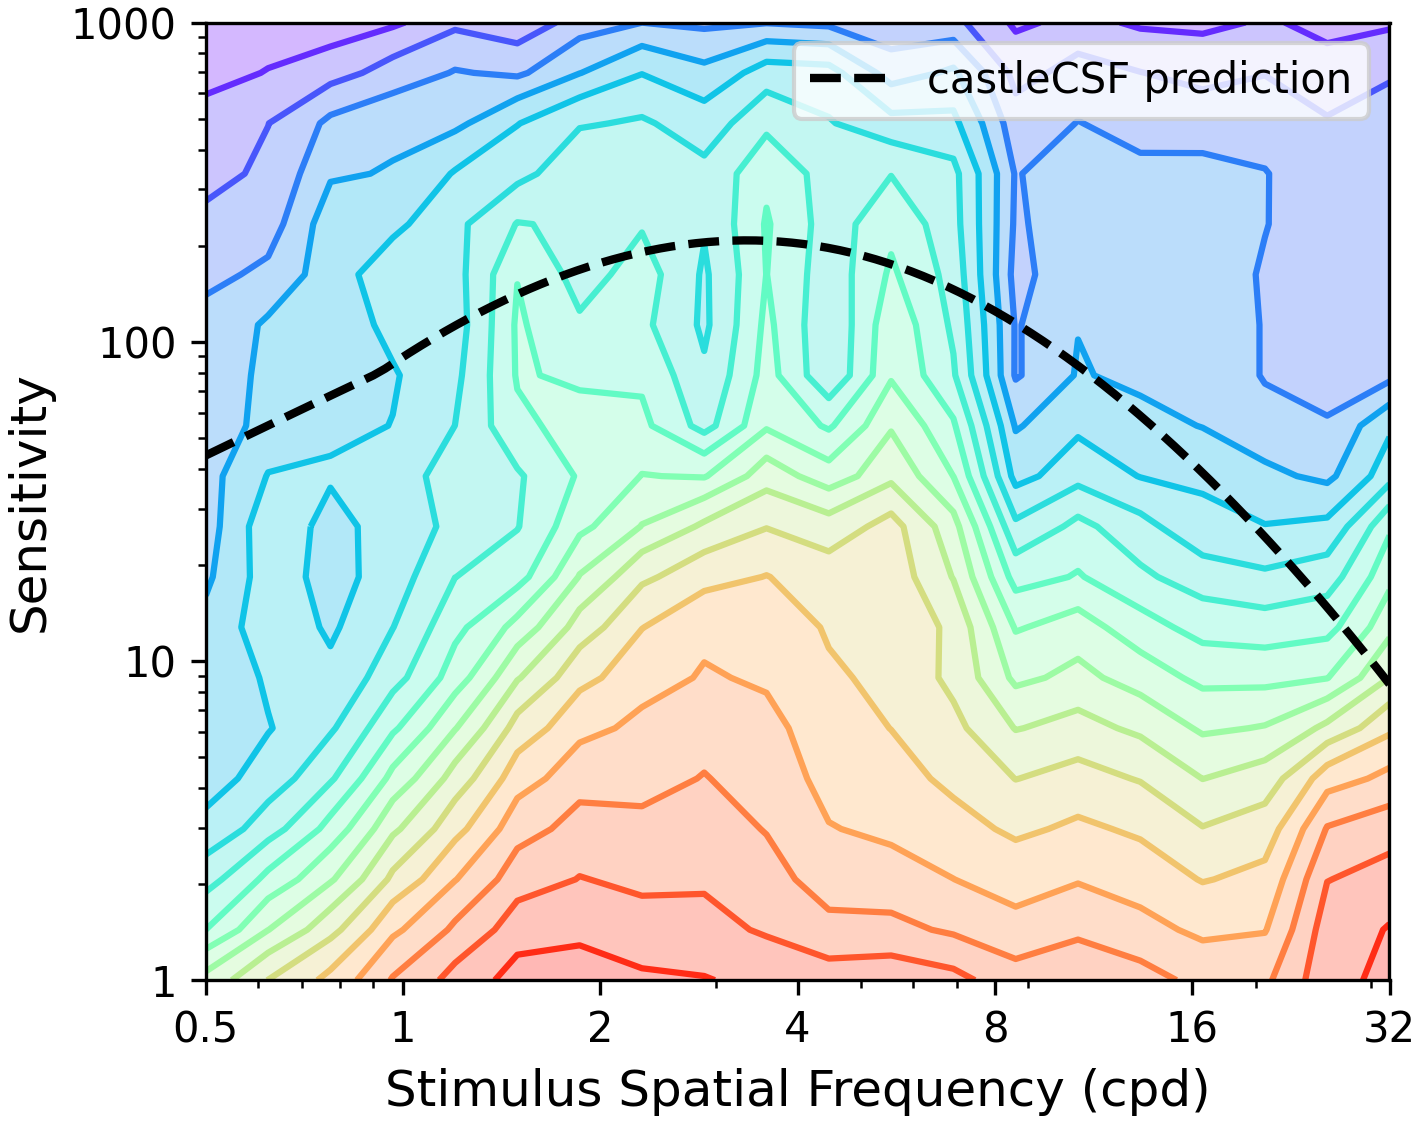 1000
100
10
1
Sensitivity
castleCSF prediction
0.5 1 2 4 8 16 32
Stimulus Spatial Frequency (cpd)